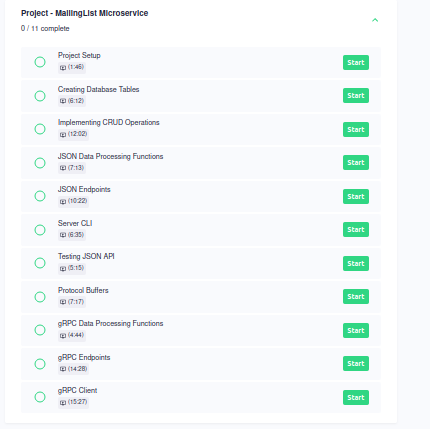 Project - MailingList Microservice
0 / 11 complete
Project Setup
(1:46)
Start
Creating Database Tables
(6:12)
Start
Implementing CRUD Operations
(12:02)
Start
JSON Data Processing Functions
(7:13)
Start
JSON Endpoints
(10:22)
Start
Server CLI
(6:35)
Start
Testing JSON API
(5:15)
Start
Protocol Buffers
(7:17)
Start
gRPC Data Processing Functions
(4:44)
Start
gRPC Endpoints
(14:28)
Start
gRPC Client
(15:27)
Start